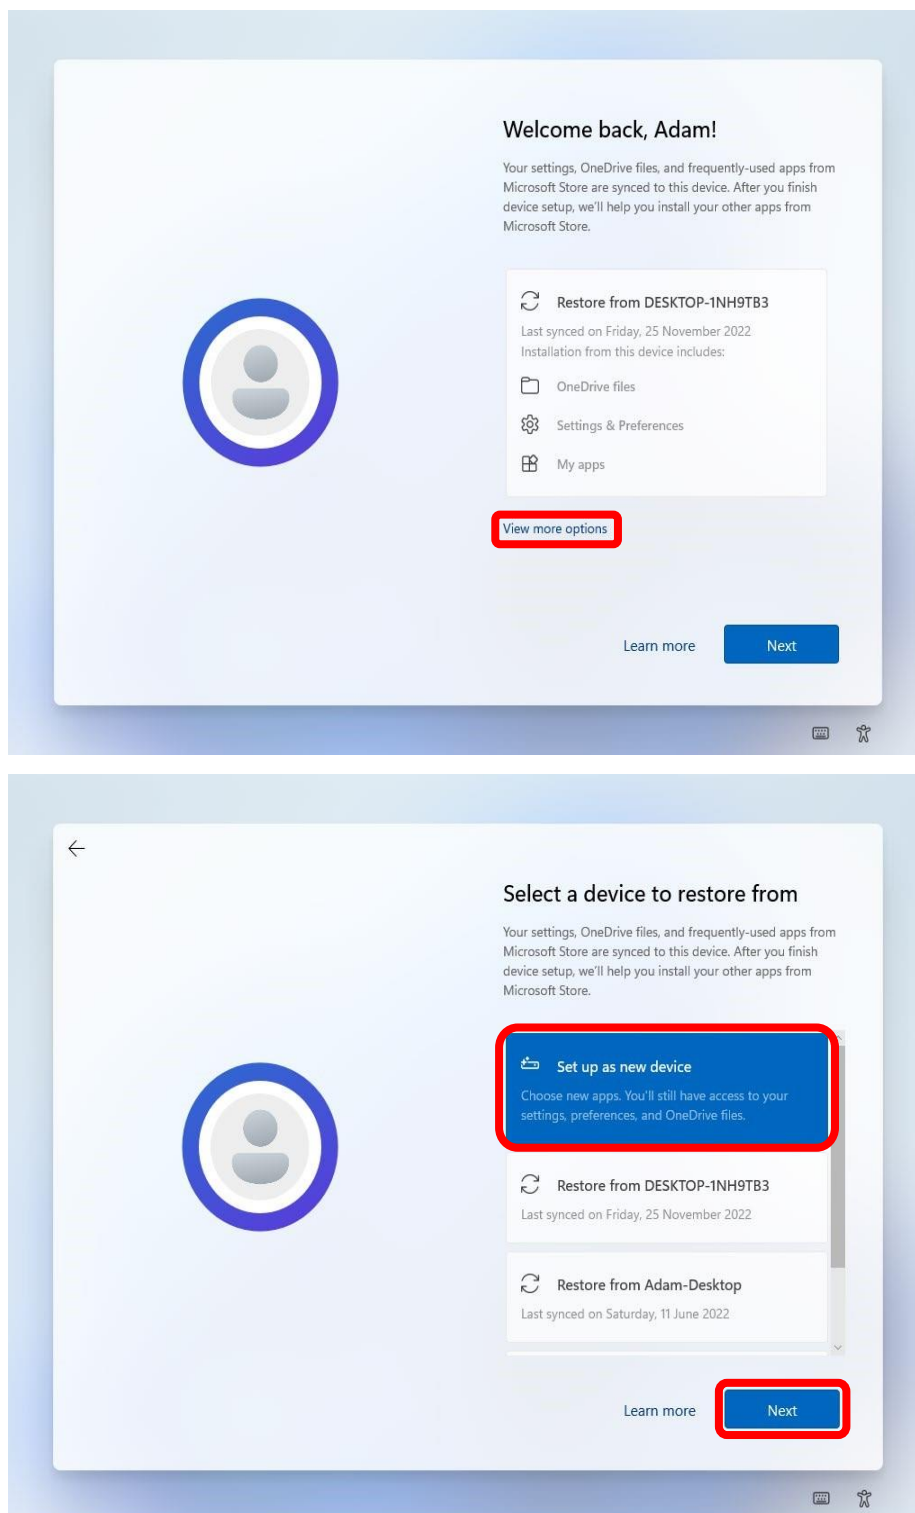 Welcome back, Adam!
Your settings, OneDrive files, and frequently-used apps from
Microsoft Store are synced to this device. After you finish
device setup, we'll help you install your other apps from
Microsoft Store.
Restore from DESKTOP-1NH9TB3
Last synced on Friday, 25 November 2022
Installation from this device includes:
OneDrive files
Settings & Preferences
My apps
View more options
Learn more
Next
Select a device to restore from
Your settings, OneDrive files, and frequently-used apps from
Microsoft Store are synced to this device. After you finish
device setup, we'll help you install your other apps from
Microsoft Store.
Set up as new device
Choose new apps. You'll still have access to your
settings, preferences, and OneDrive files.
Restore from DESKTOP-1NH9TB3
Last synced on Friday, 25 November 2022
Restore from Adam-Desktop
Last synced on Saturday, 11 June 2022
Learn more
Next